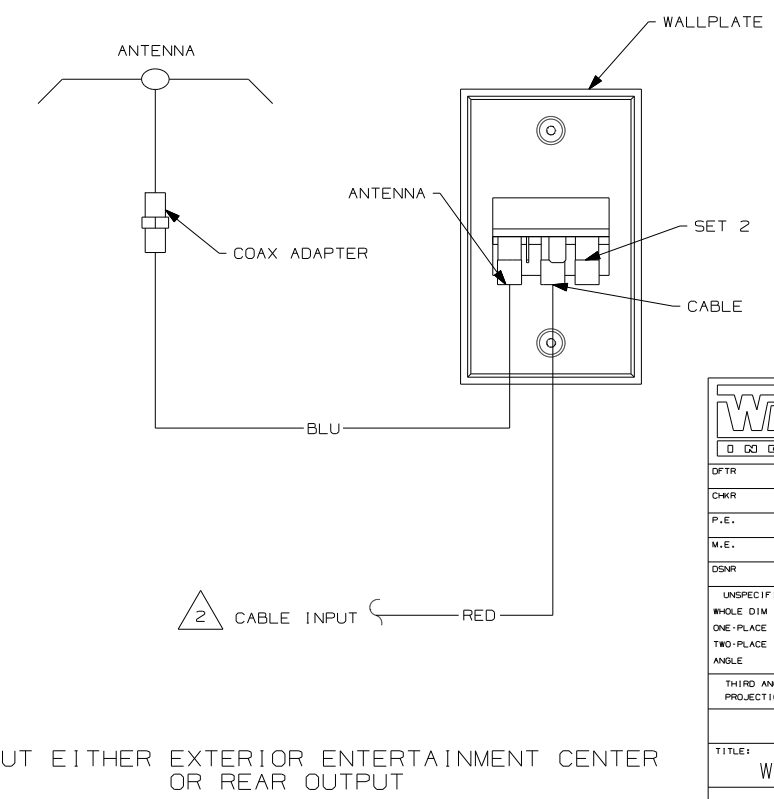 WALLPLATE
ANTENNA
ANTENNA
SET 2
COAX ADAPTER
CABLE
BLU
DFTR
CHKR
P.E.
M.E.
DSNR
2 CABLE INPUT
RED
UNSPECIF
WHOLE DIM
ONE-PLACE
TWO-PLACE
ANGLE
THIRD AN
PROJECTI
UT EITHER EXTERIOR ENTERTAINMENT CENTER
OR REAR OUTPUT
TITLE:
W